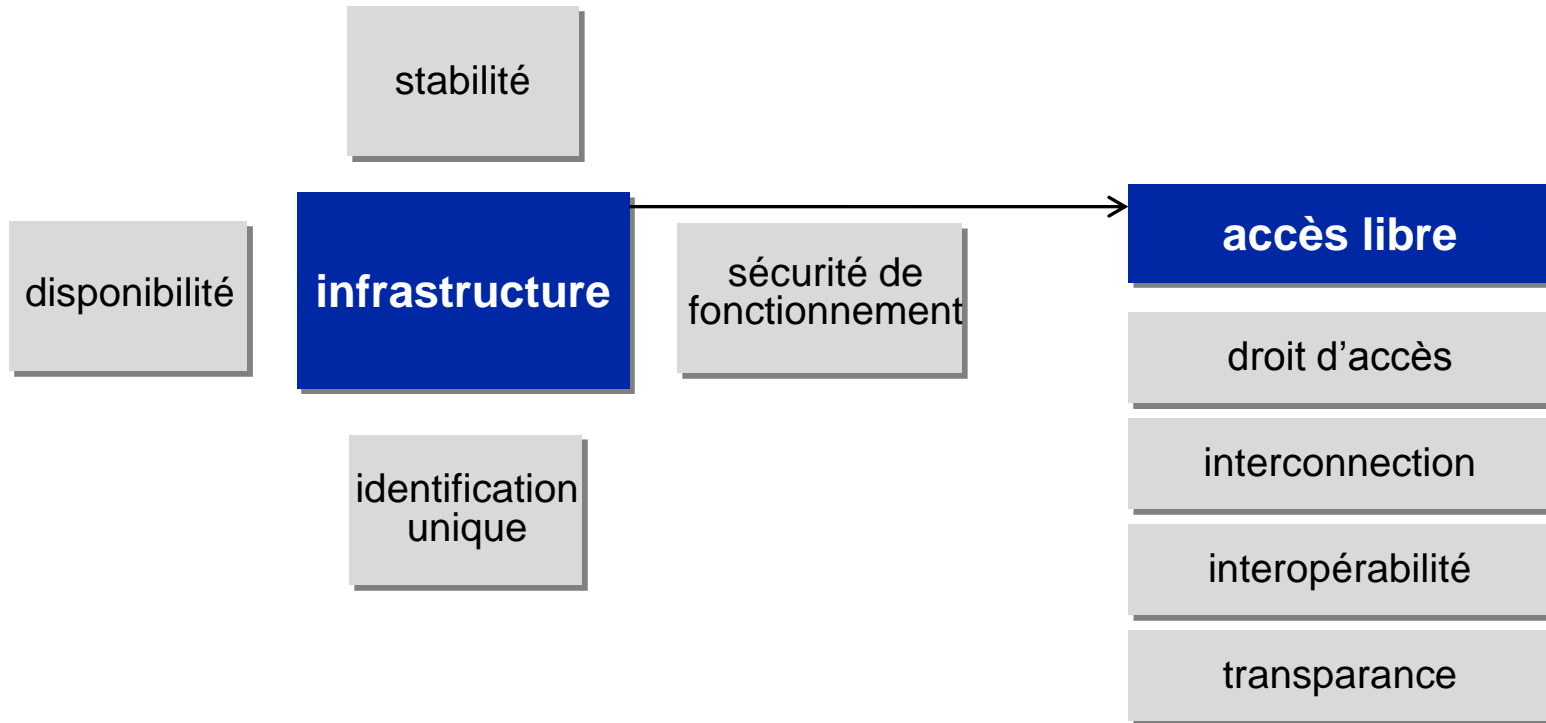 stabilité
disponibilité
infrastructure
sécurité de
fonctionnement
identification
unique
accès libre
droit d’accès
interconnection
interopérabilité
transparance